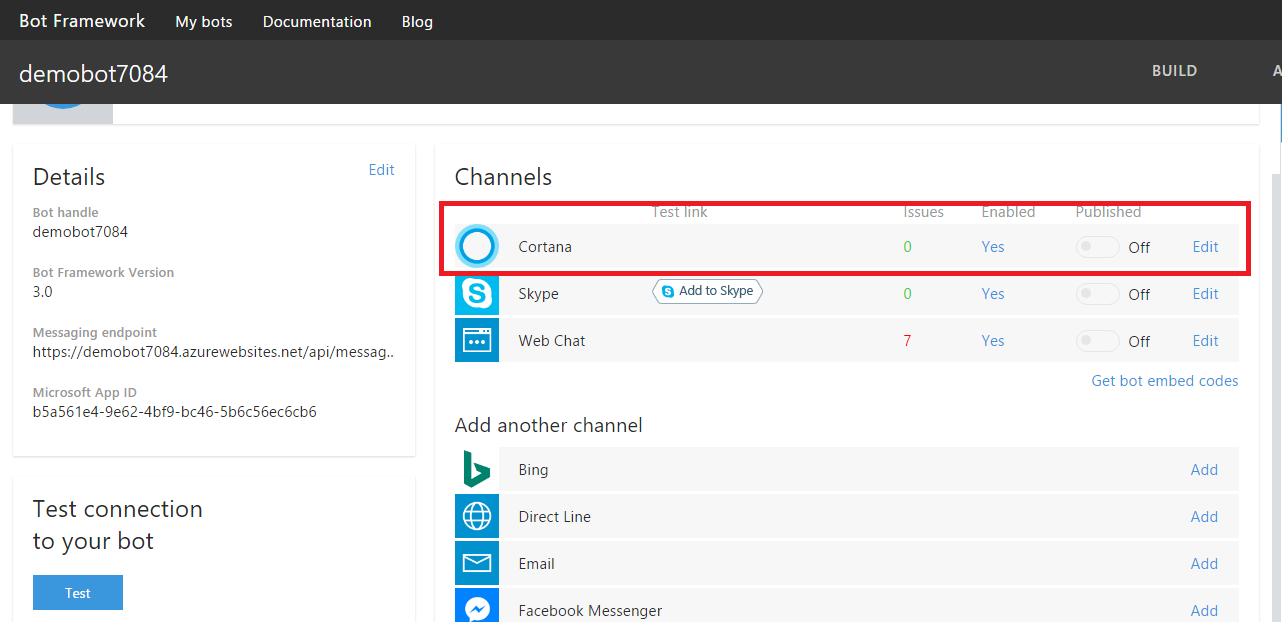 Bot Framework My bots Documentation Blog
demobot7084 BUILD A
Details Edit
Bot handle
demobot7084
Bot Framework Version
3.0
Messaging endpoint
https://demobot7084.azurewebsites.net/api/messag..
Microsoft App ID
b5a561e4-9e62-4bf9-bc46-5b6c56ec6cb6
Test connection
to your bot
Test
Channels
Test link Issues Enabled Published
Cortana 0 Yes Off Edit
Skype Add to Skype 0 Yes Off Edit
Web Chat 7 Yes Off Edit
Get bot embed codes
Add another channel
Bing Add
Direct Line Add
Email Add
Facebook Messenger Add